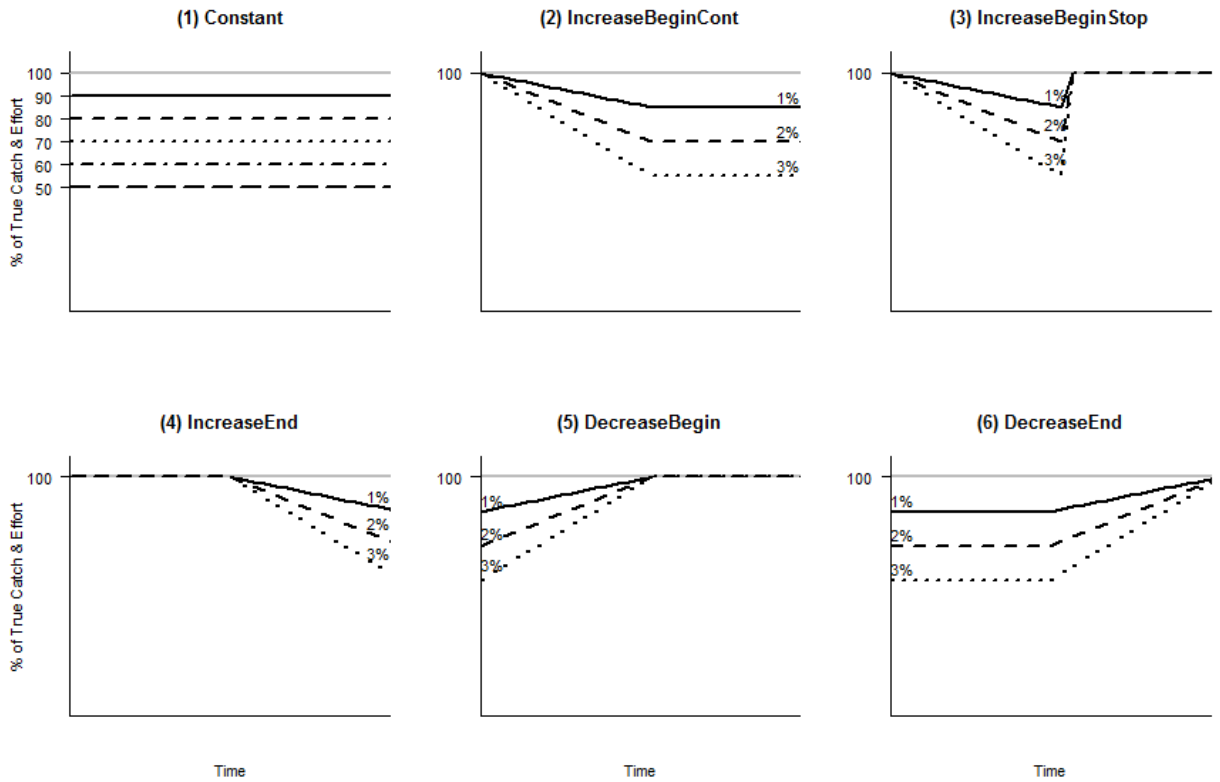 (1) Constant
(2) IncreaseBeginCont
(3) IncreaseBeginStop
% of True Catch & Effort
100
90
80
70
60
50
100
1%
2%
3%
100
1%
2%
3%
(4) IncreaseEnd
(5) DecreaseBegin
(6) DecreaseEnd
% of True Catch & Effort
100
1%
2%
3%
100
1%
2%
3%
100
1%
2%
3%
Time
Time
Time